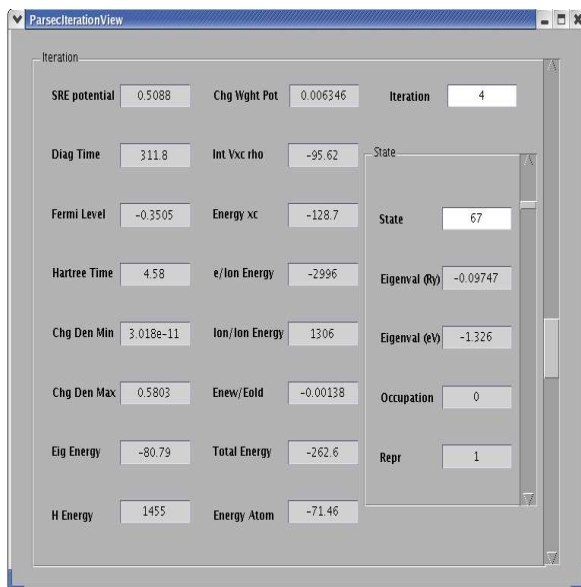 ParsecIterationView
Iteration
SRE potential 0.5088 Chg Wght Pot 0.006346 Iteration 4
Diag Time 311.8 Int Vxc rho -95.62 State
Fermi Level -0.3505 Energy xc -128.7 State 67
Hartree Time 4.58 e/Ion Energy -2996 Eigenval (Ry) -0.09747
Chg Den Min 3.018e-11 Ion/Ion Energy 1306 Eigenval (eV) -1.326
Chg Den Max 0.5803 Enew/Eold -0.00138 Occupation 0
Eig Energy -80.79 Total Energy -262.6 Repr 1
H Energy 1455 Energy Atom -71.46